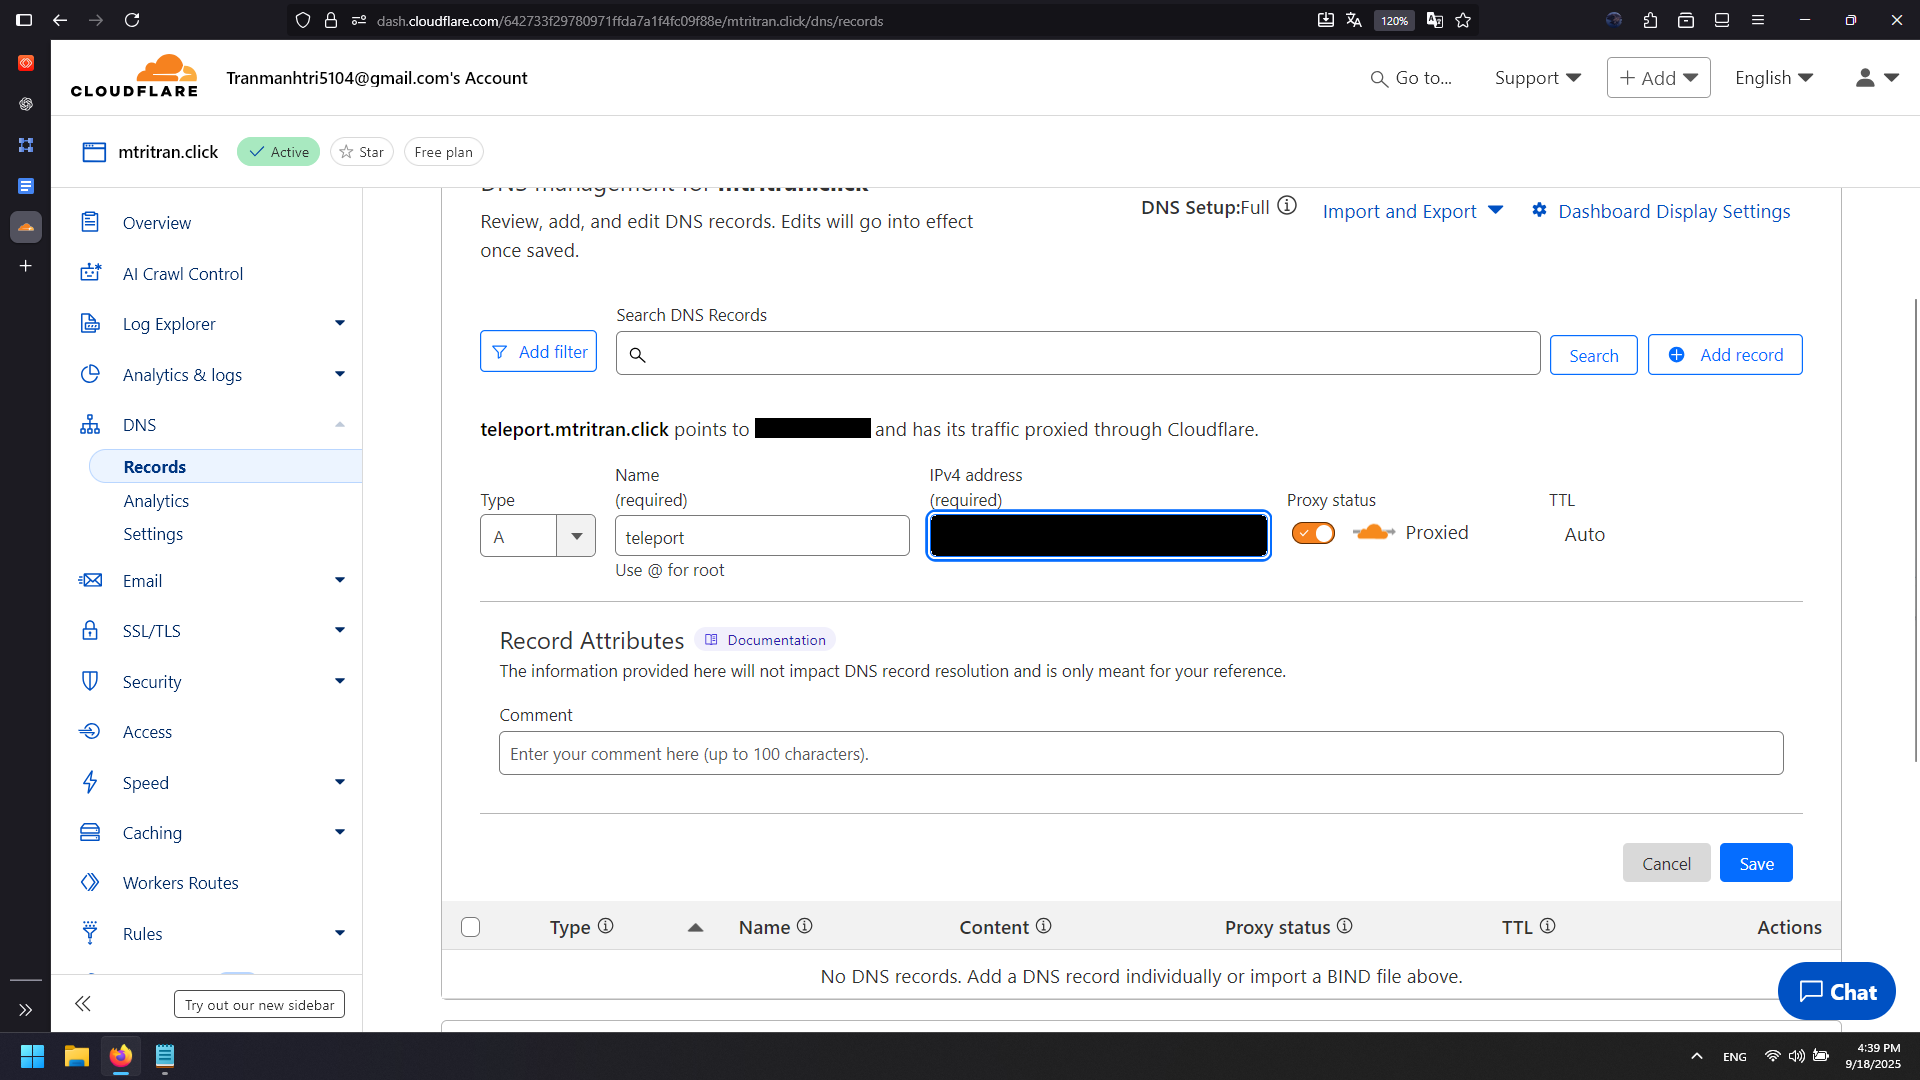 dash.cloudflare.com/642733f29780971ffda7a1f4fc09f88e/mtritran.click/dns/records
120%
CLOUDFLARE
Tranmanhtri5104@gmail.com's Account
Go to...
Support
Add
English
mtritran.click
Active
Star
Free plan
DNS management for mtritran.click
Review, add, and edit DNS records. Edits will go into effect
once saved.
DNS Setup:Full
Import and Export
Dashboard Display Settings
Overview
AI Crawl Control
Log Explorer
Analytics & logs
DNS
Records
Analytics
Settings
Email
SSL/TLS
Security
Access
Speed
Caching
Workers Routes
Rules
Try out our new sidebar
Search DNS Records
Add filter
Search
Add record
teleport.mtritran.click points to and has its traffic proxied through Cloudflare.
Type
Name
(required)
IPv4 address
(required)
Proxy status
TTL
A
teleport
Proxied
Auto
Use @ for root
Record Attributes
Documentation
The information provided here will not impact DNS record resolution and is only meant for your reference.
Comment
Enter your comment here (up to 100 characters).
Cancel
Save
Type
Name
Content
Proxy status
TTL
Actions
No DNS records. Add a DNS record individually or import a BIND file above.
Chat
ENG
4:39 PM
9/18/2025